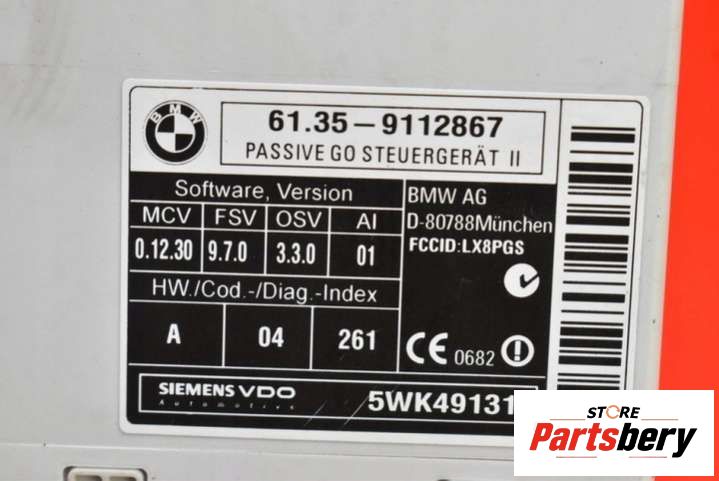 BMW
61.35-9112867
PASSIVE GO STEUERGERÄT II
Software, Version
MCV FSV OSV AI
0.12.30 9.7.0 3.3.0 01
HW./Cod.-/Diag.-Index
A 04 261
BMW AG
D-80788München
FCCID:LX8PGS
CE 0682
SIEMENS VDO
Automotive
5WK49131
STORE
Partsbery